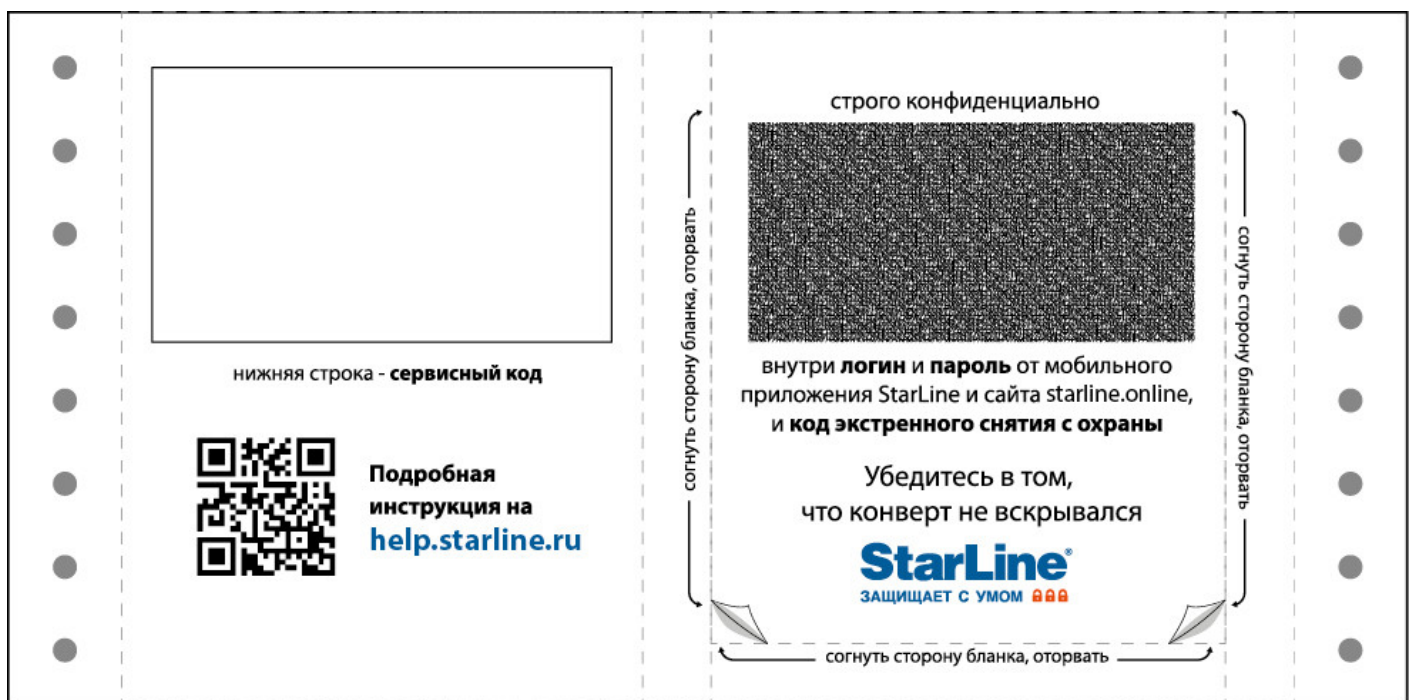 нижняя строка - сервисный код
Подробная
инструкция на
help.starline.ru
согнуть сторону бланка, оторвать
строго конфиденциально
внутри логин и пароль от мобильного
приложения StarLine и сайта starline.online,
и код экстренного снятия с охраны
Убедитесь в том,
что конверт не вскрывался
StarLine®
ЗАЩИЩАЕТ С УМОМ
согнуть сторону бланка, оторвать
согнуть сторону бланка, оторвать